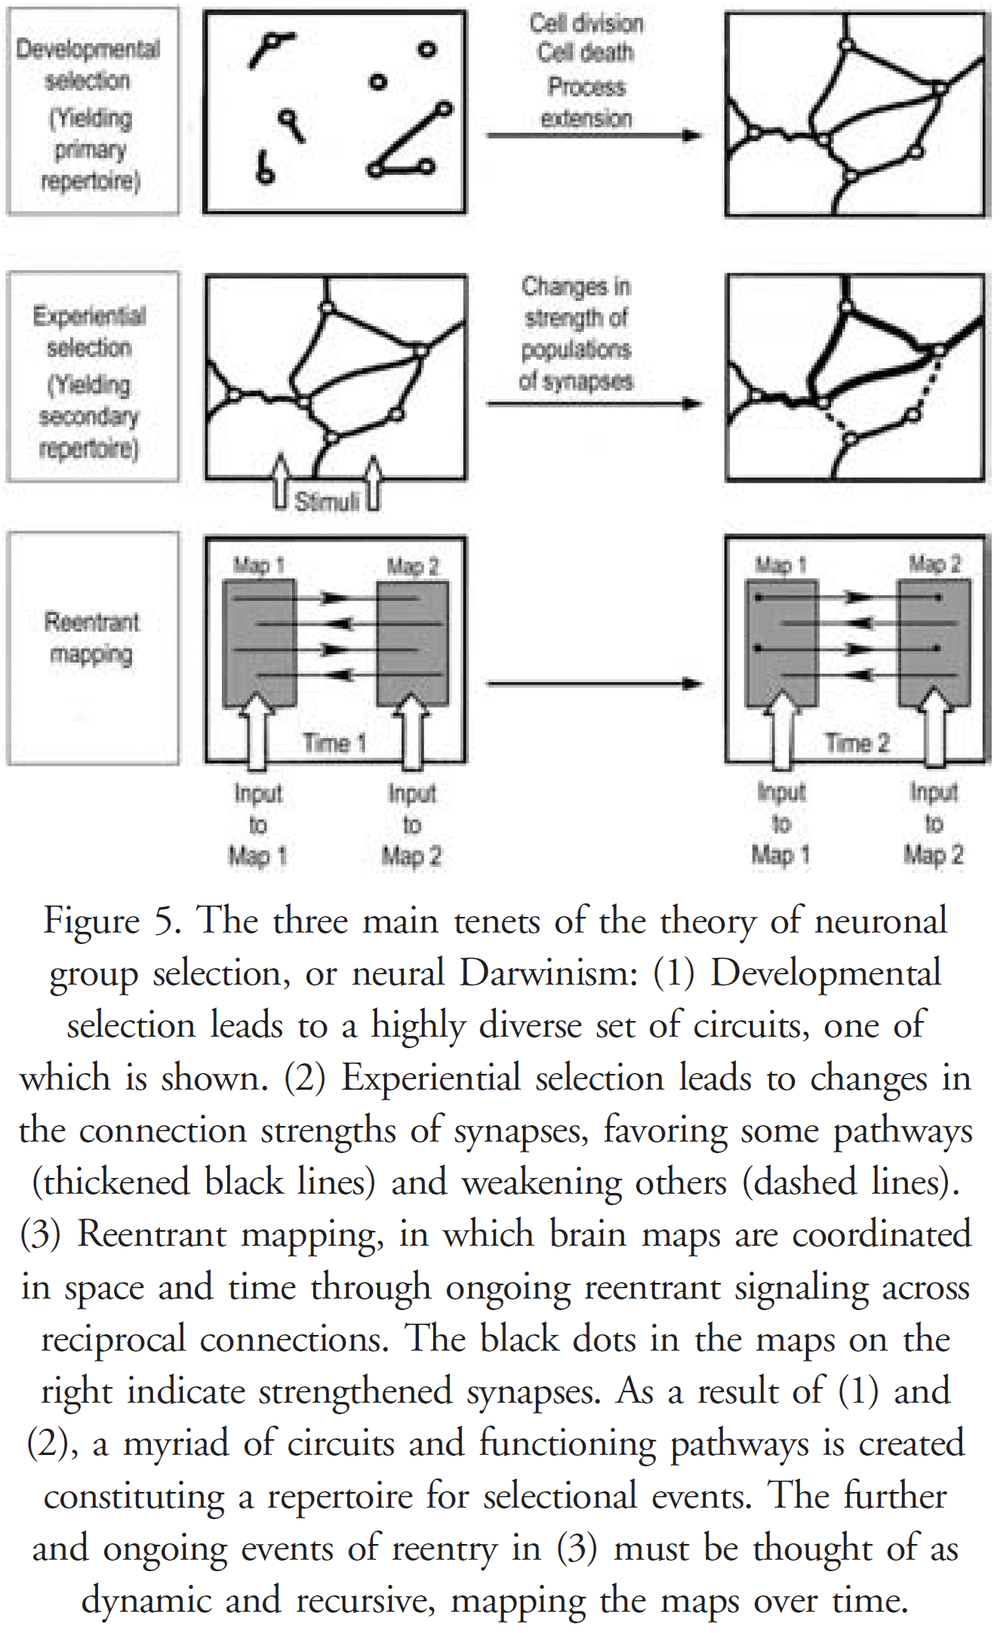 Developmental
selection
(Yielding
primary
repertoire)
Cell division
Cell death
Process
extension
Experiential
selection
(Yielding
secondary
repertoire)
Stimuli
Changes in
strength of
populations
of synapses
Reentrant
mapping
Map 1
Map 2
Time 1
Input
to
Map 1
Input
to
Map 2
Map 1
Map 2
Time 2
Input
to
Map 1
Input
to
Map 2
Figure 5. The three main tenets of the theory of neuronal
group selection, or neural Darwinism: (1) Developmental
selection leads to a highly diverse set of circuits, one of
which is shown. (2) Experiential selection leads to changes in
the connection strengths of synapses, favoring some pathways
(thickened black lines) and weakening others (dashed lines).
(3) Reentrant mapping, in which brain maps are coordinated
in space and time through ongoing reentrant signaling across
reciprocal connections. The black dots in the maps on the
right indicate strengthened synapses. As a result of (1) and
(2), a myriad of circuits and functioning pathways is created
constituting a repertoire for selectional events. The further
and ongoing events of reentry in (3) must be thought of as
dynamic and recursive, mapping the maps over time.